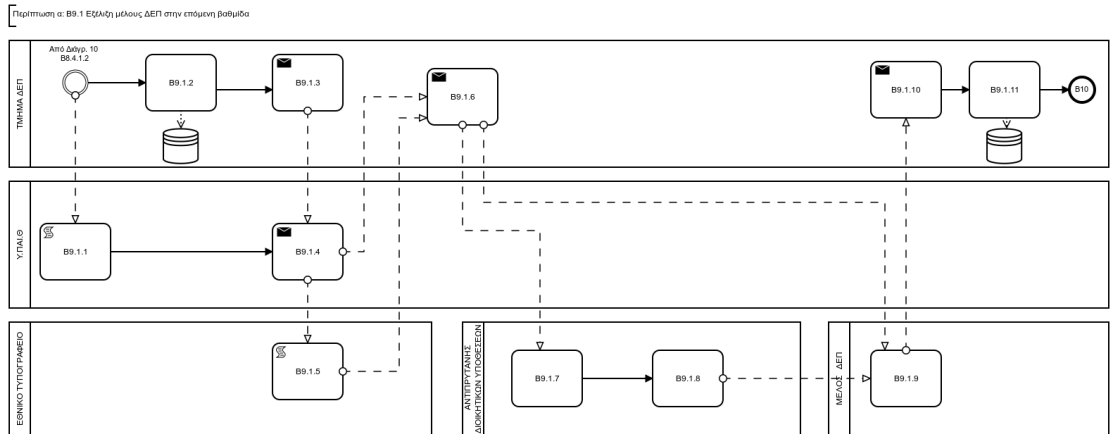 Περίπτωση α: Β9.1 Εξέλιξη μέλους ΔΕΠ στην επόμενη βαθμίδα
ΤΜΗΜΑ ΔΕΠ
Από Διάγρ. 10
Β8.4.1.2
Β9.1.2
Β9.1.3
Β9.1.6
Β9.1.10
Β9.1.11
Β10
Υ.ΠΑΙ.Θ
Β9.1.1
Β9.1.4
ΕΘΝΙΚΟ ΤΥΠΟΓΡΑΦΕΙΟ
Β9.1.5
ΑΝΤΙΠΡΥΤΑΝΗΣ
ΔΙΟΙΚΗΤΙΚΩΝ ΥΠΟΘΕΣΕΩΝ
Β9.1.7
Β9.1.8
ΜΕΛΟΣ ΔΕΠ
Β9.1.9